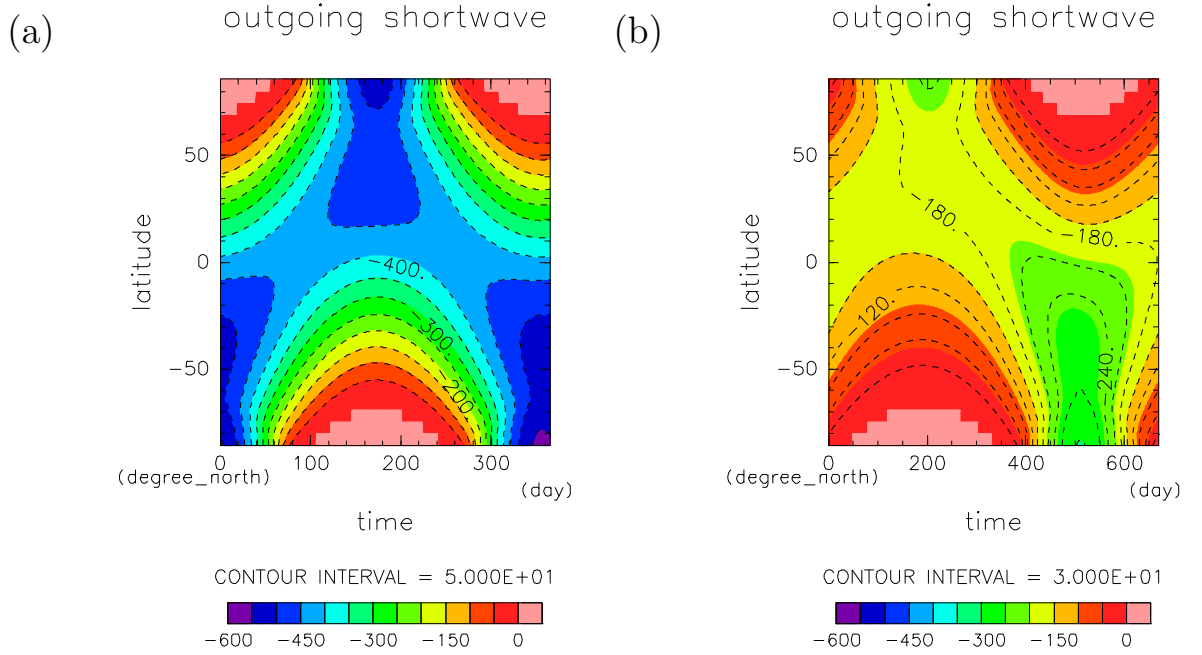 (a)
outgoing shortwave
50
0
−50
latitude
−400.
−300.
−200
0 100 200 300
(degree_north)
(day)
time
CONTOUR INTERVAL = 5.000E+01
−600 −450 −300 −150 0
(b)
outgoing shortwave
50
0
−50
latitude
−180.
−180.
−120.
240.
0 200 400 600
(degree_north)
(day)
time
CONTOUR INTERVAL = 3.000E+01
−600 −450 −300 −150 0